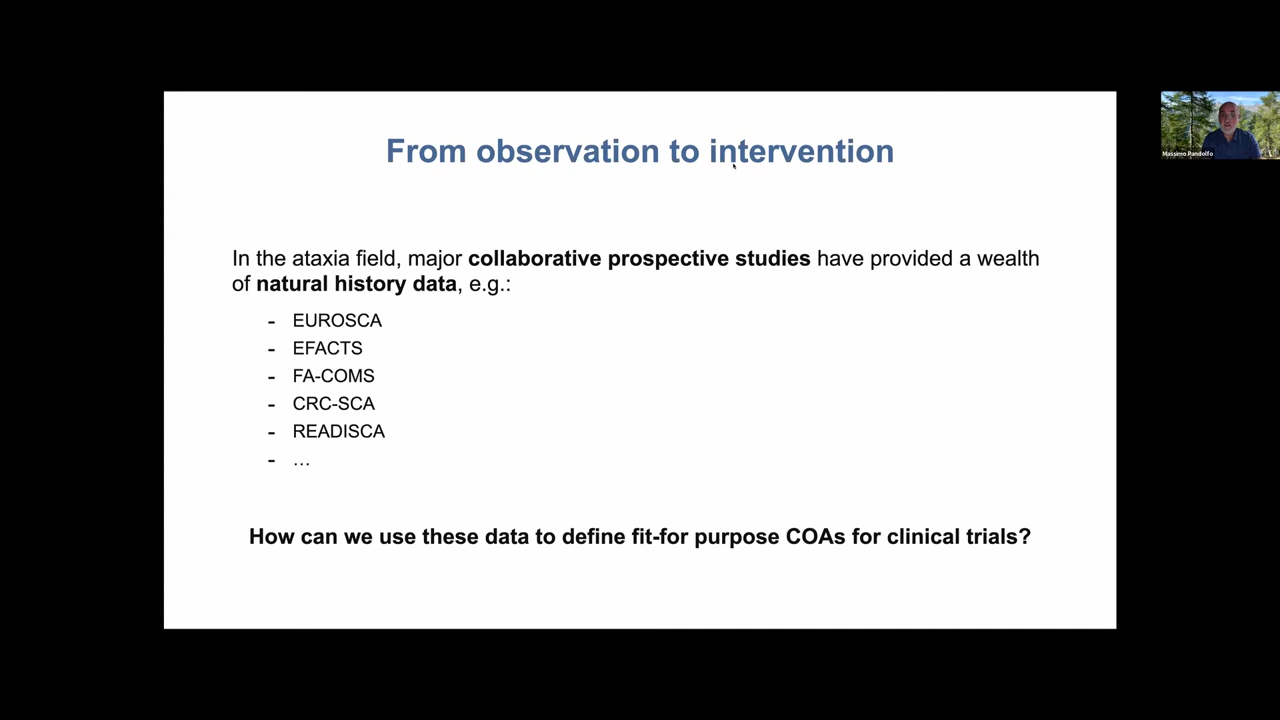 From observation to intervention
In the ataxia field, major collaborative prospective studies have provided a wealth
of natural history data, e.g.:
- EUROSCA
- EFACTS
- FA-COMS
- CRC-SCA
- READISCA
- …
How can we use these data to define fit-for purpose COAs for clinical trials?
Massimo Pandolfo